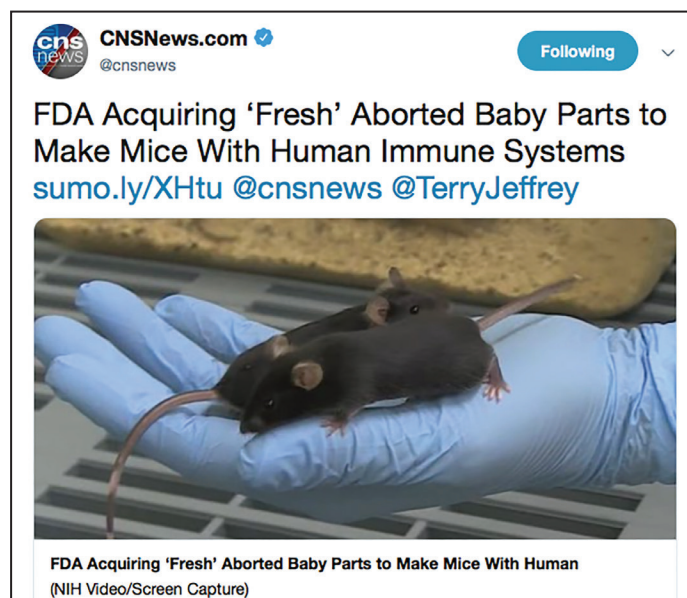 cns
news
CNSNews.com
@cnsnews
Following
FDA Acquiring ‘Fresh’ Aborted Baby Parts to
Make Mice With Human Immune Systems
sumo.ly/XHtu @cnsnews @TerryJeffrey
FDA Acquiring ‘Fresh’ Aborted Baby Parts to Make Mice With Human
(NIH Video/Screen Capture)